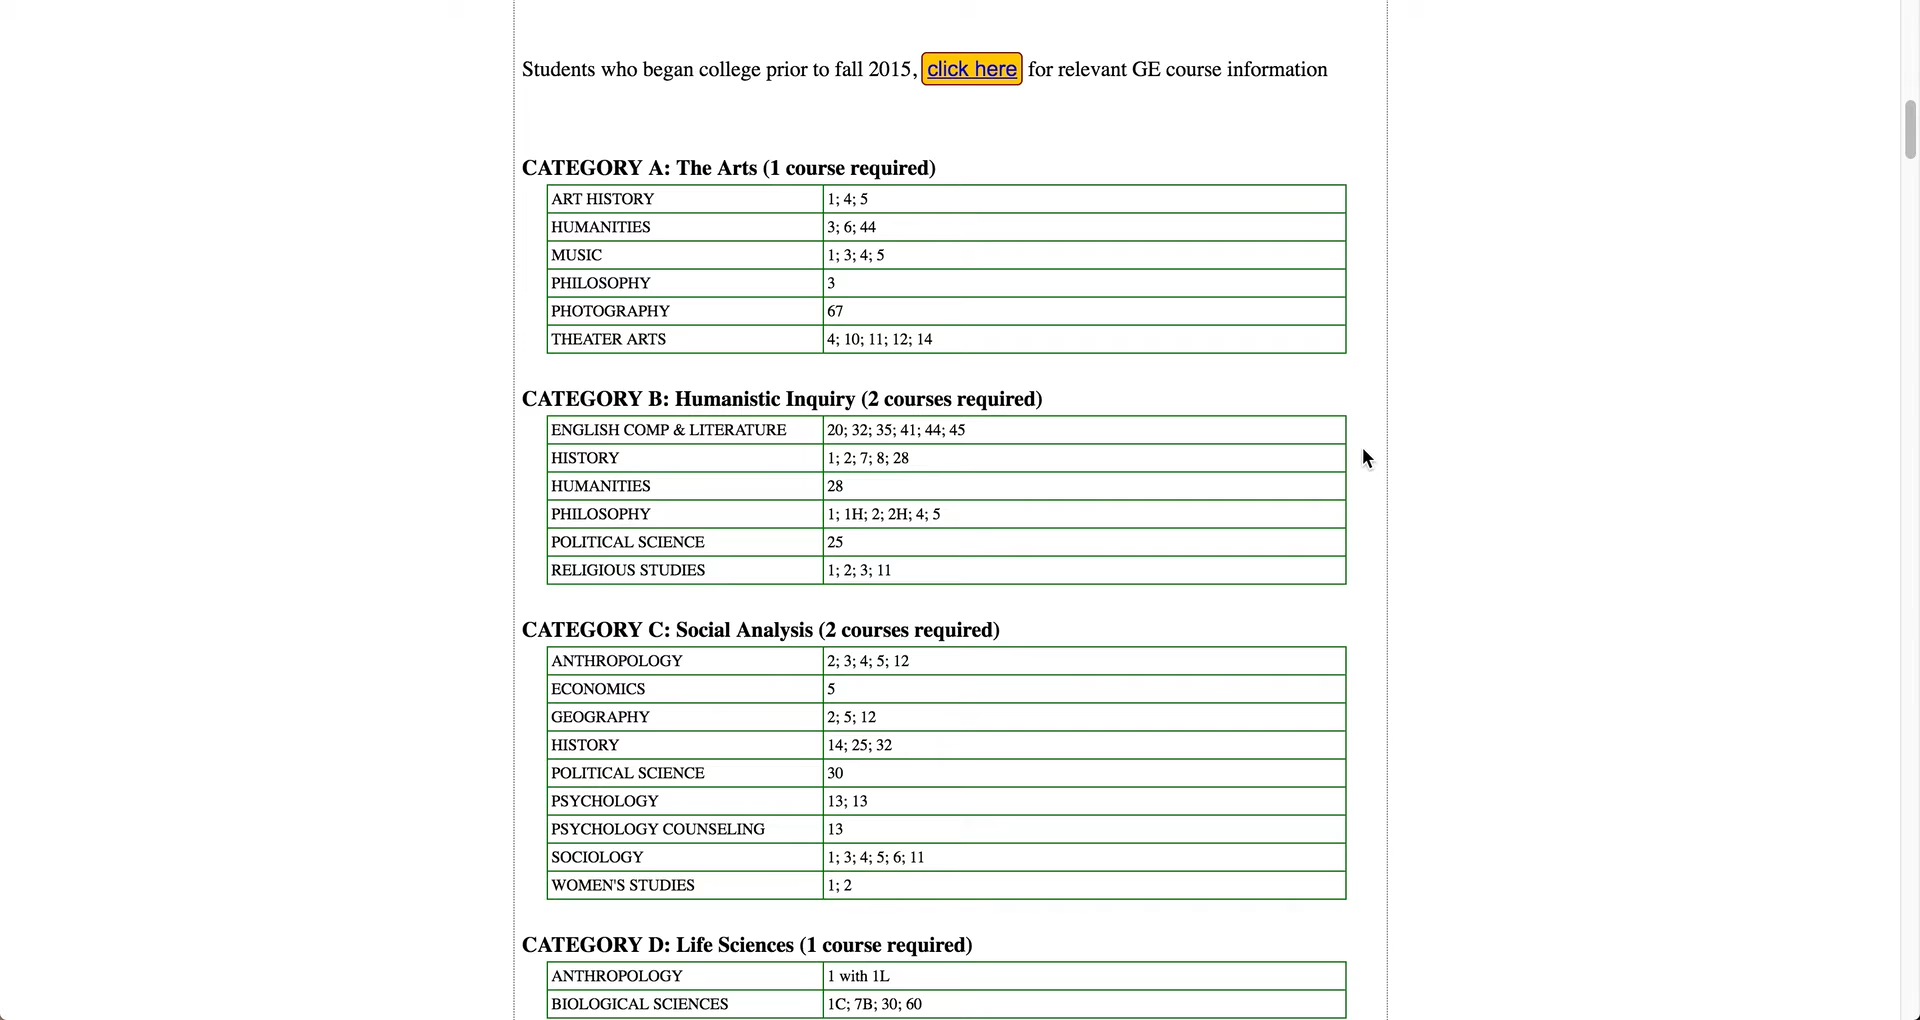 Students who began college prior to fall 2015, click here for relevant GE course information
CATEGORY A: The Arts (1 course required)
ART HISTORY 1; 4; 5
HUMANITIES 3; 6; 44
MUSIC 1; 3; 4; 5
PHILOSOPHY 3
PHOTOGRAPHY 67
THEATER ARTS 4; 10; 11; 12; 14
CATEGORY B: Humanistic Inquiry (2 courses required)
ENGLISH COMP & LITERATURE 20; 32; 35; 41; 44; 45
HISTORY 1; 2; 7; 8; 28
HUMANITIES 28
PHILOSOPHY 1; 1H; 2; 2H; 4; 5
POLITICAL SCIENCE 25
RELIGIOUS STUDIES 1; 2; 3; 11
CATEGORY C: Social Analysis (2 courses required)
ANTHROPOLOGY 2; 3; 4; 5; 12
ECONOMICS 5
GEOGRAPHY 2; 5; 12
HISTORY 14; 25; 32
POLITICAL SCIENCE 30
PSYCHOLOGY 13; 13
PSYCHOLOGY COUNSELING 13
SOCIOLOGY 1; 3; 4; 5; 6; 11
WOMEN'S STUDIES 1; 2
CATEGORY D: Life Sciences (1 course required)
ANTHROPOLOGY 1 with 1L
BIOLOGICAL SCIENCES 1C; 7B; 30; 60